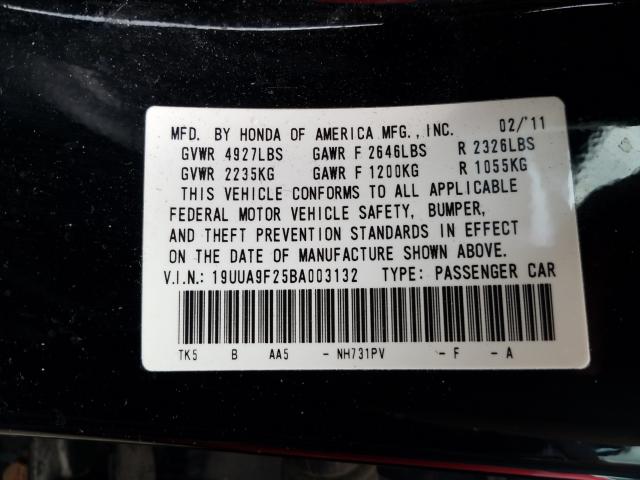 MFD. BY HONDA OF AMERICA MFG., INC. 02/'11
GVWR 4927LBS GAWR F 2646LBS R 2326LBS
GVWR 2235KG GAWR F 1200KG R 1055KG
THIS VEHICLE CONFORMS TO ALL APPLICABLE
FEDERAL MOTOR VEHICLE SAFETY, BUMPER,
AND THEFT PREVENTION STANDARDS IN EFFECT
ON THE DATE OF MANUFACTURE SHOWN ABOVE.
V.I.N.: 19UUA9F25BA003132 TYPE: PASSENGER CAR
TK5 B AA5 - NH731PV - F - A